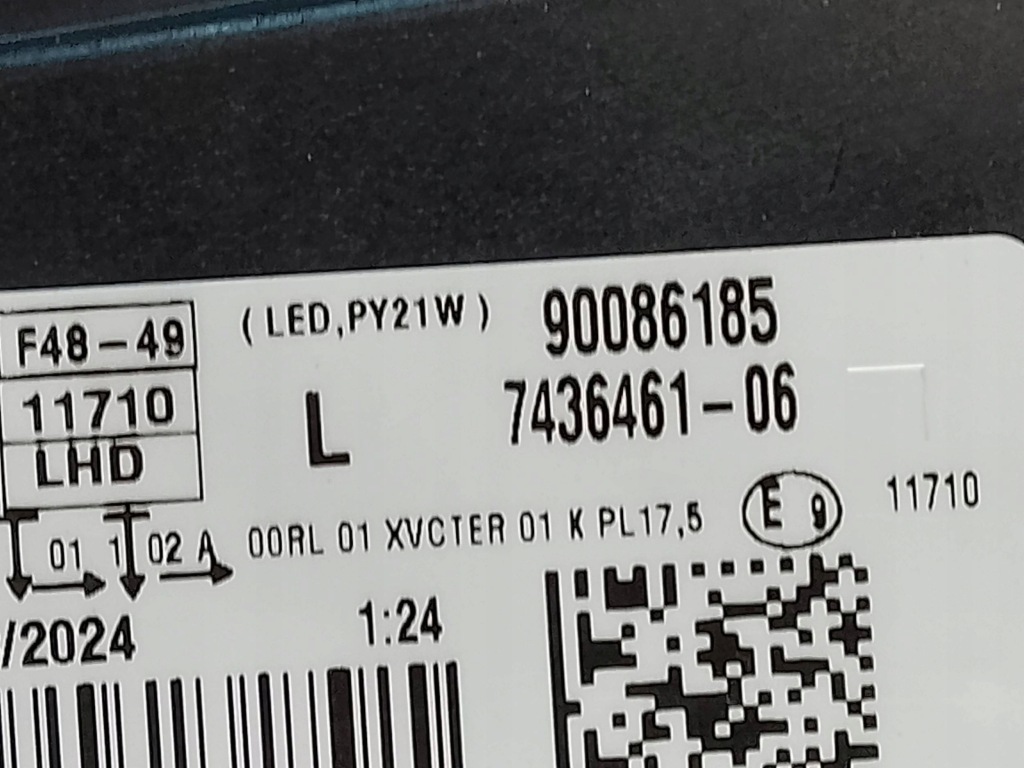 F48-49
(LED,PY21W)
90086185
11710
L
7436461-06
LHD
01 1 02 A
00RL 01 XVCTER 01 K PL17,5
E 9
11710
/2024
1:24